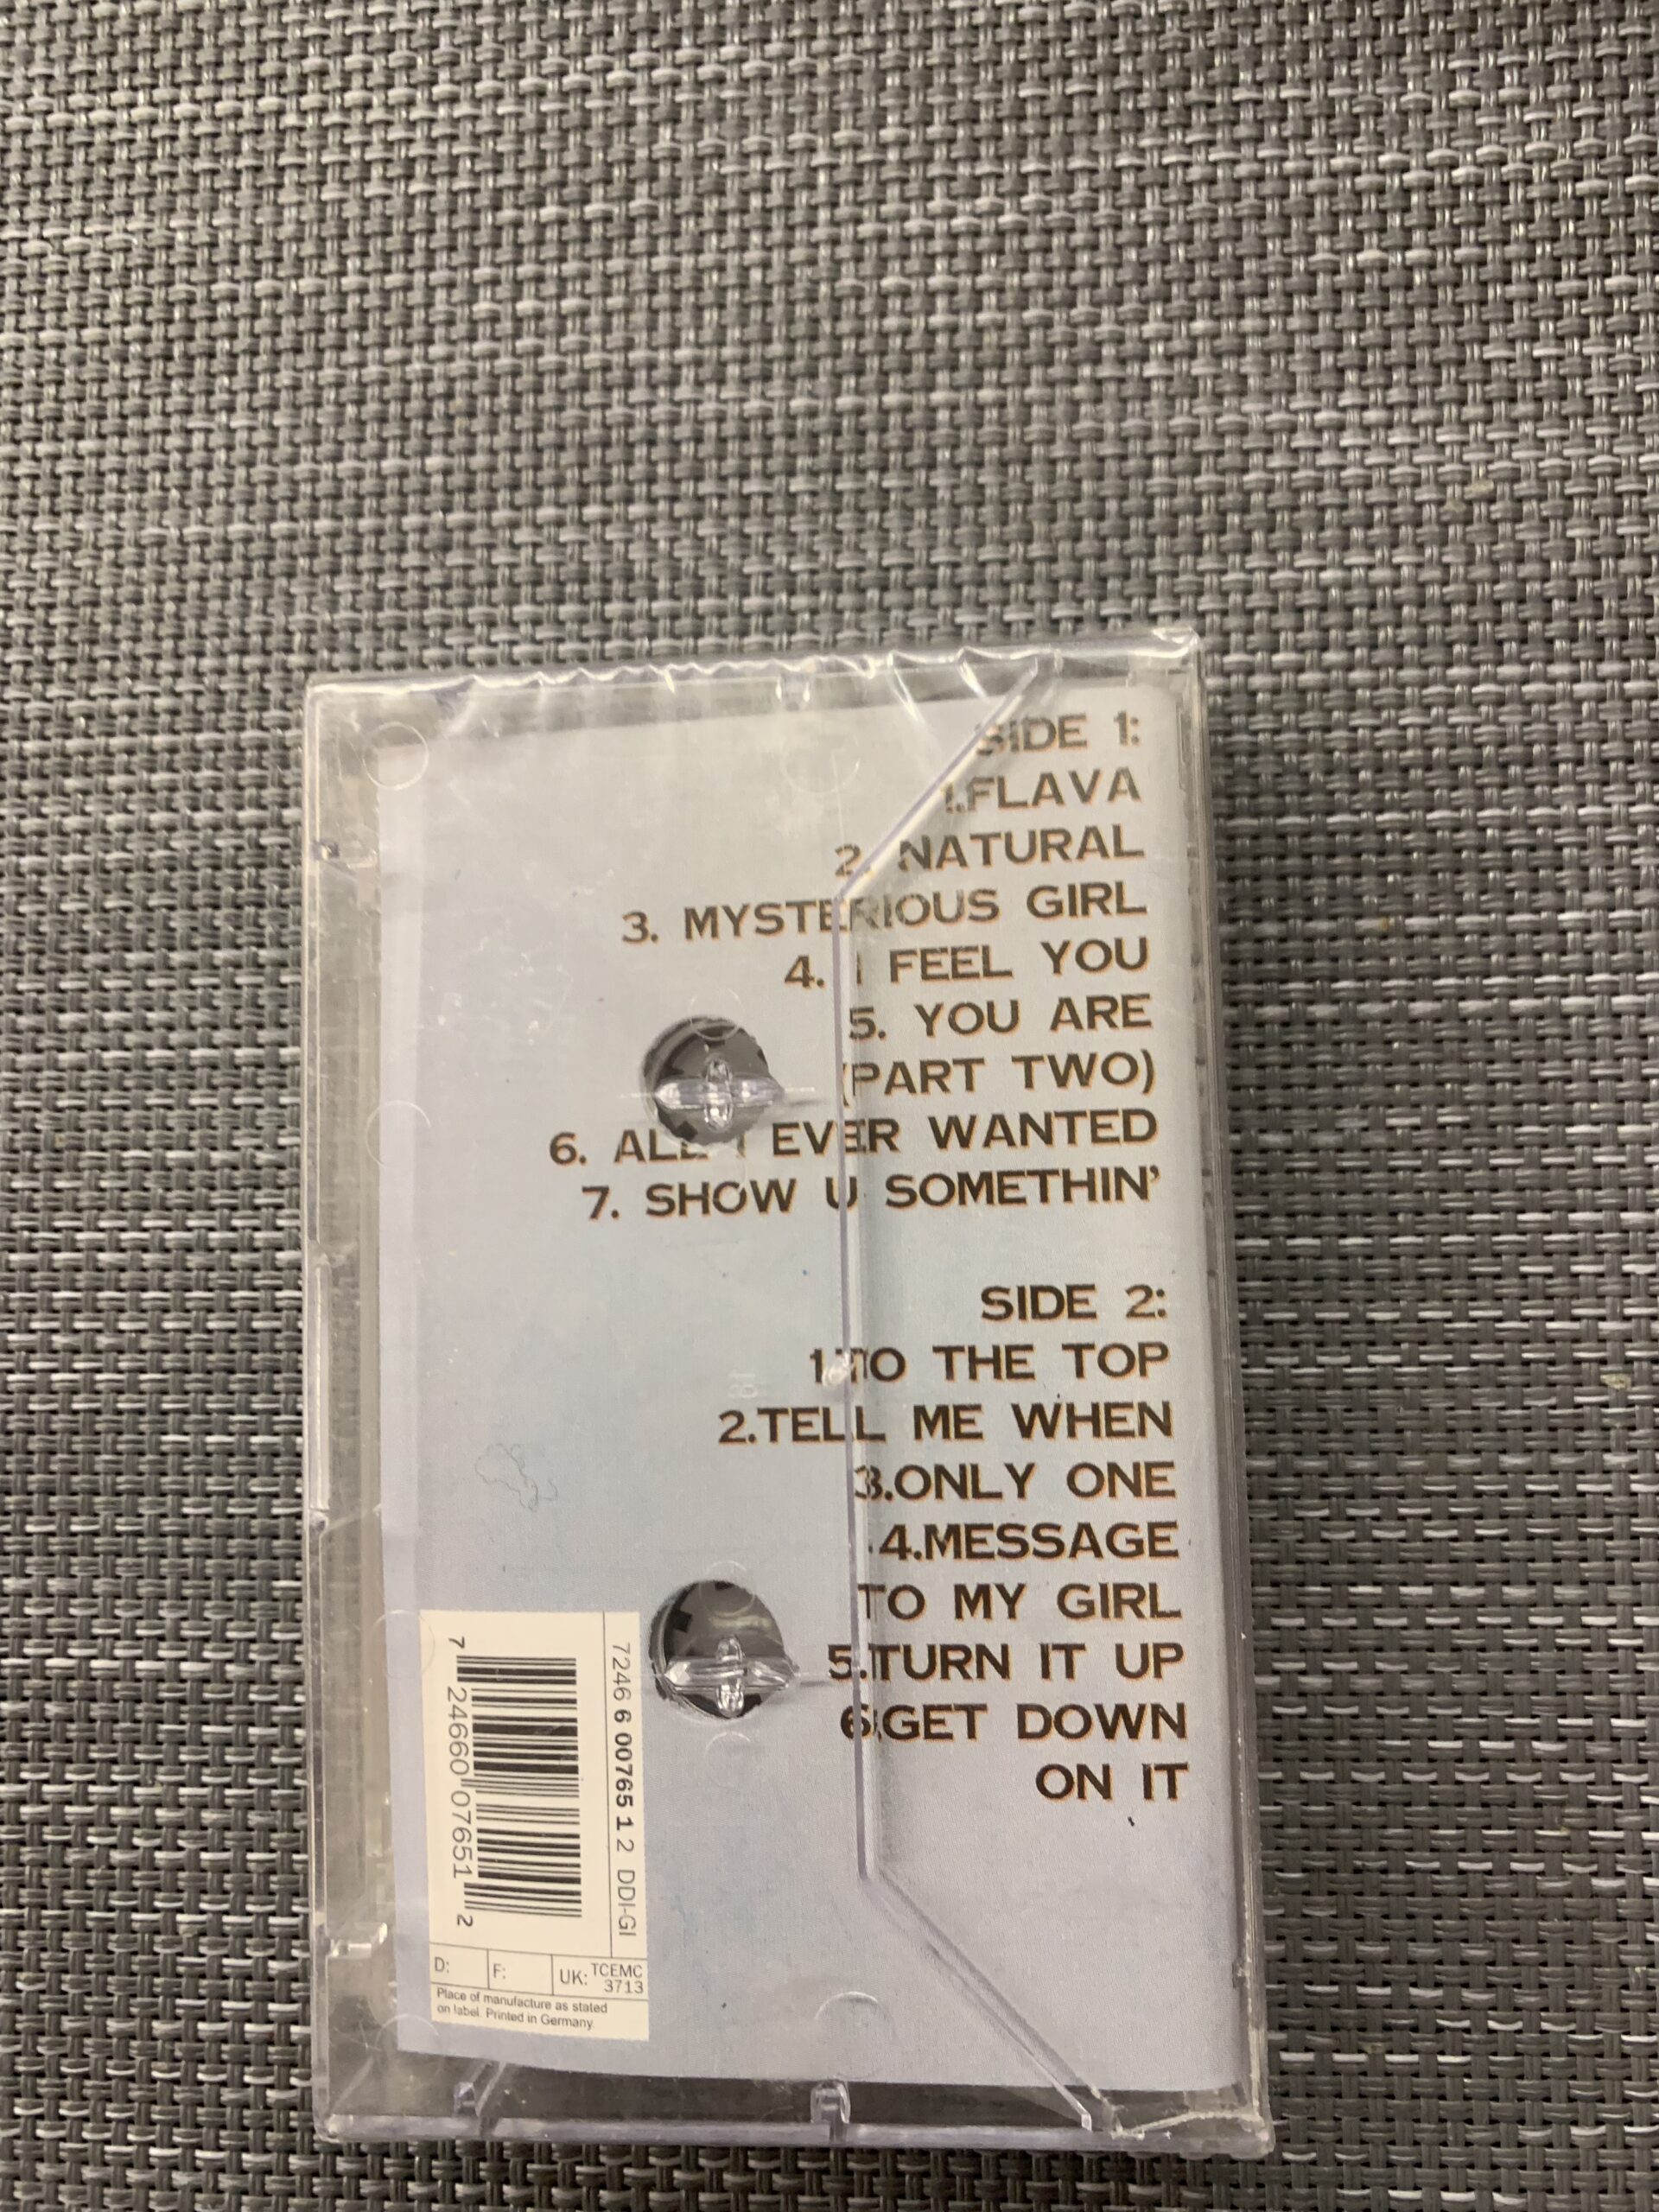 SIDE 1:
1.FLAVA
2. NATURAL
3. MYSTERIOUS GIRL
4. I FEEL YOU
5. YOU ARE
(PART TWO)
6. ALL I EVER WANTED
7. SHOW U SOMETHIN'
SIDE 2:
1.TO THE TOP
2.TELL ME WHEN
3.ONLY ONE
4.MESSAGE
TO MY GIRL
5.TURN IT UP
6.GET DOWN
ON IT
7246 6 00765 1 2 DDI-GI
7 24660 07651 2
D: F: UK: TCEMC
3713
Place of manufacture as stated
on label. Printed in Germany